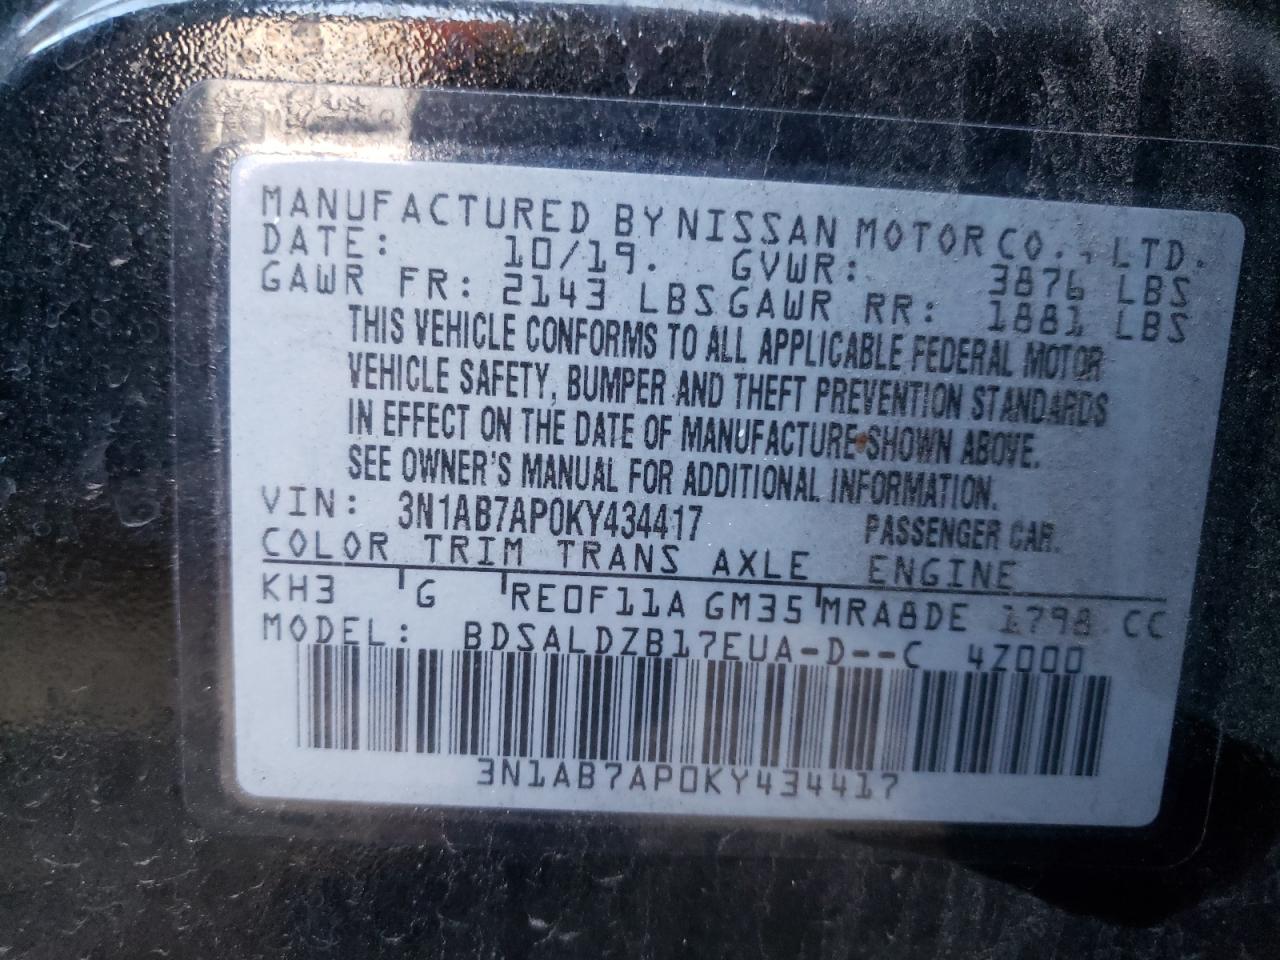 MANUFACTURED BY NISSAN MOTOR CO., LTD.
DATE: 10/19. GVWR: 3876 LBS
GAWR FR: 2143 LBS GAWR RR: 1881 LBS
THIS VEHICLE CONFORMS TO ALL APPLICABLE FEDERAL MOTOR
VEHICLE SAFETY, BUMPER AND THEFT PREVENTION STANDARDS
IN EFFECT ON THE DATE OF MANUFACTURE SHOWN ABOVE.
SEE OWNER'S MANUAL FOR ADDITIONAL INFORMATION.
VIN: 3N1AB7AP0KY434417 PASSENGER CAR.
COLOR TRIM TRANS AXLE ENGINE
KH3 G RE0F11A GM35 MRA8DE 1798 CC
MODEL: BDSALDZB17EUA-D--C 4Z000
3N1AB7AP0KY434417